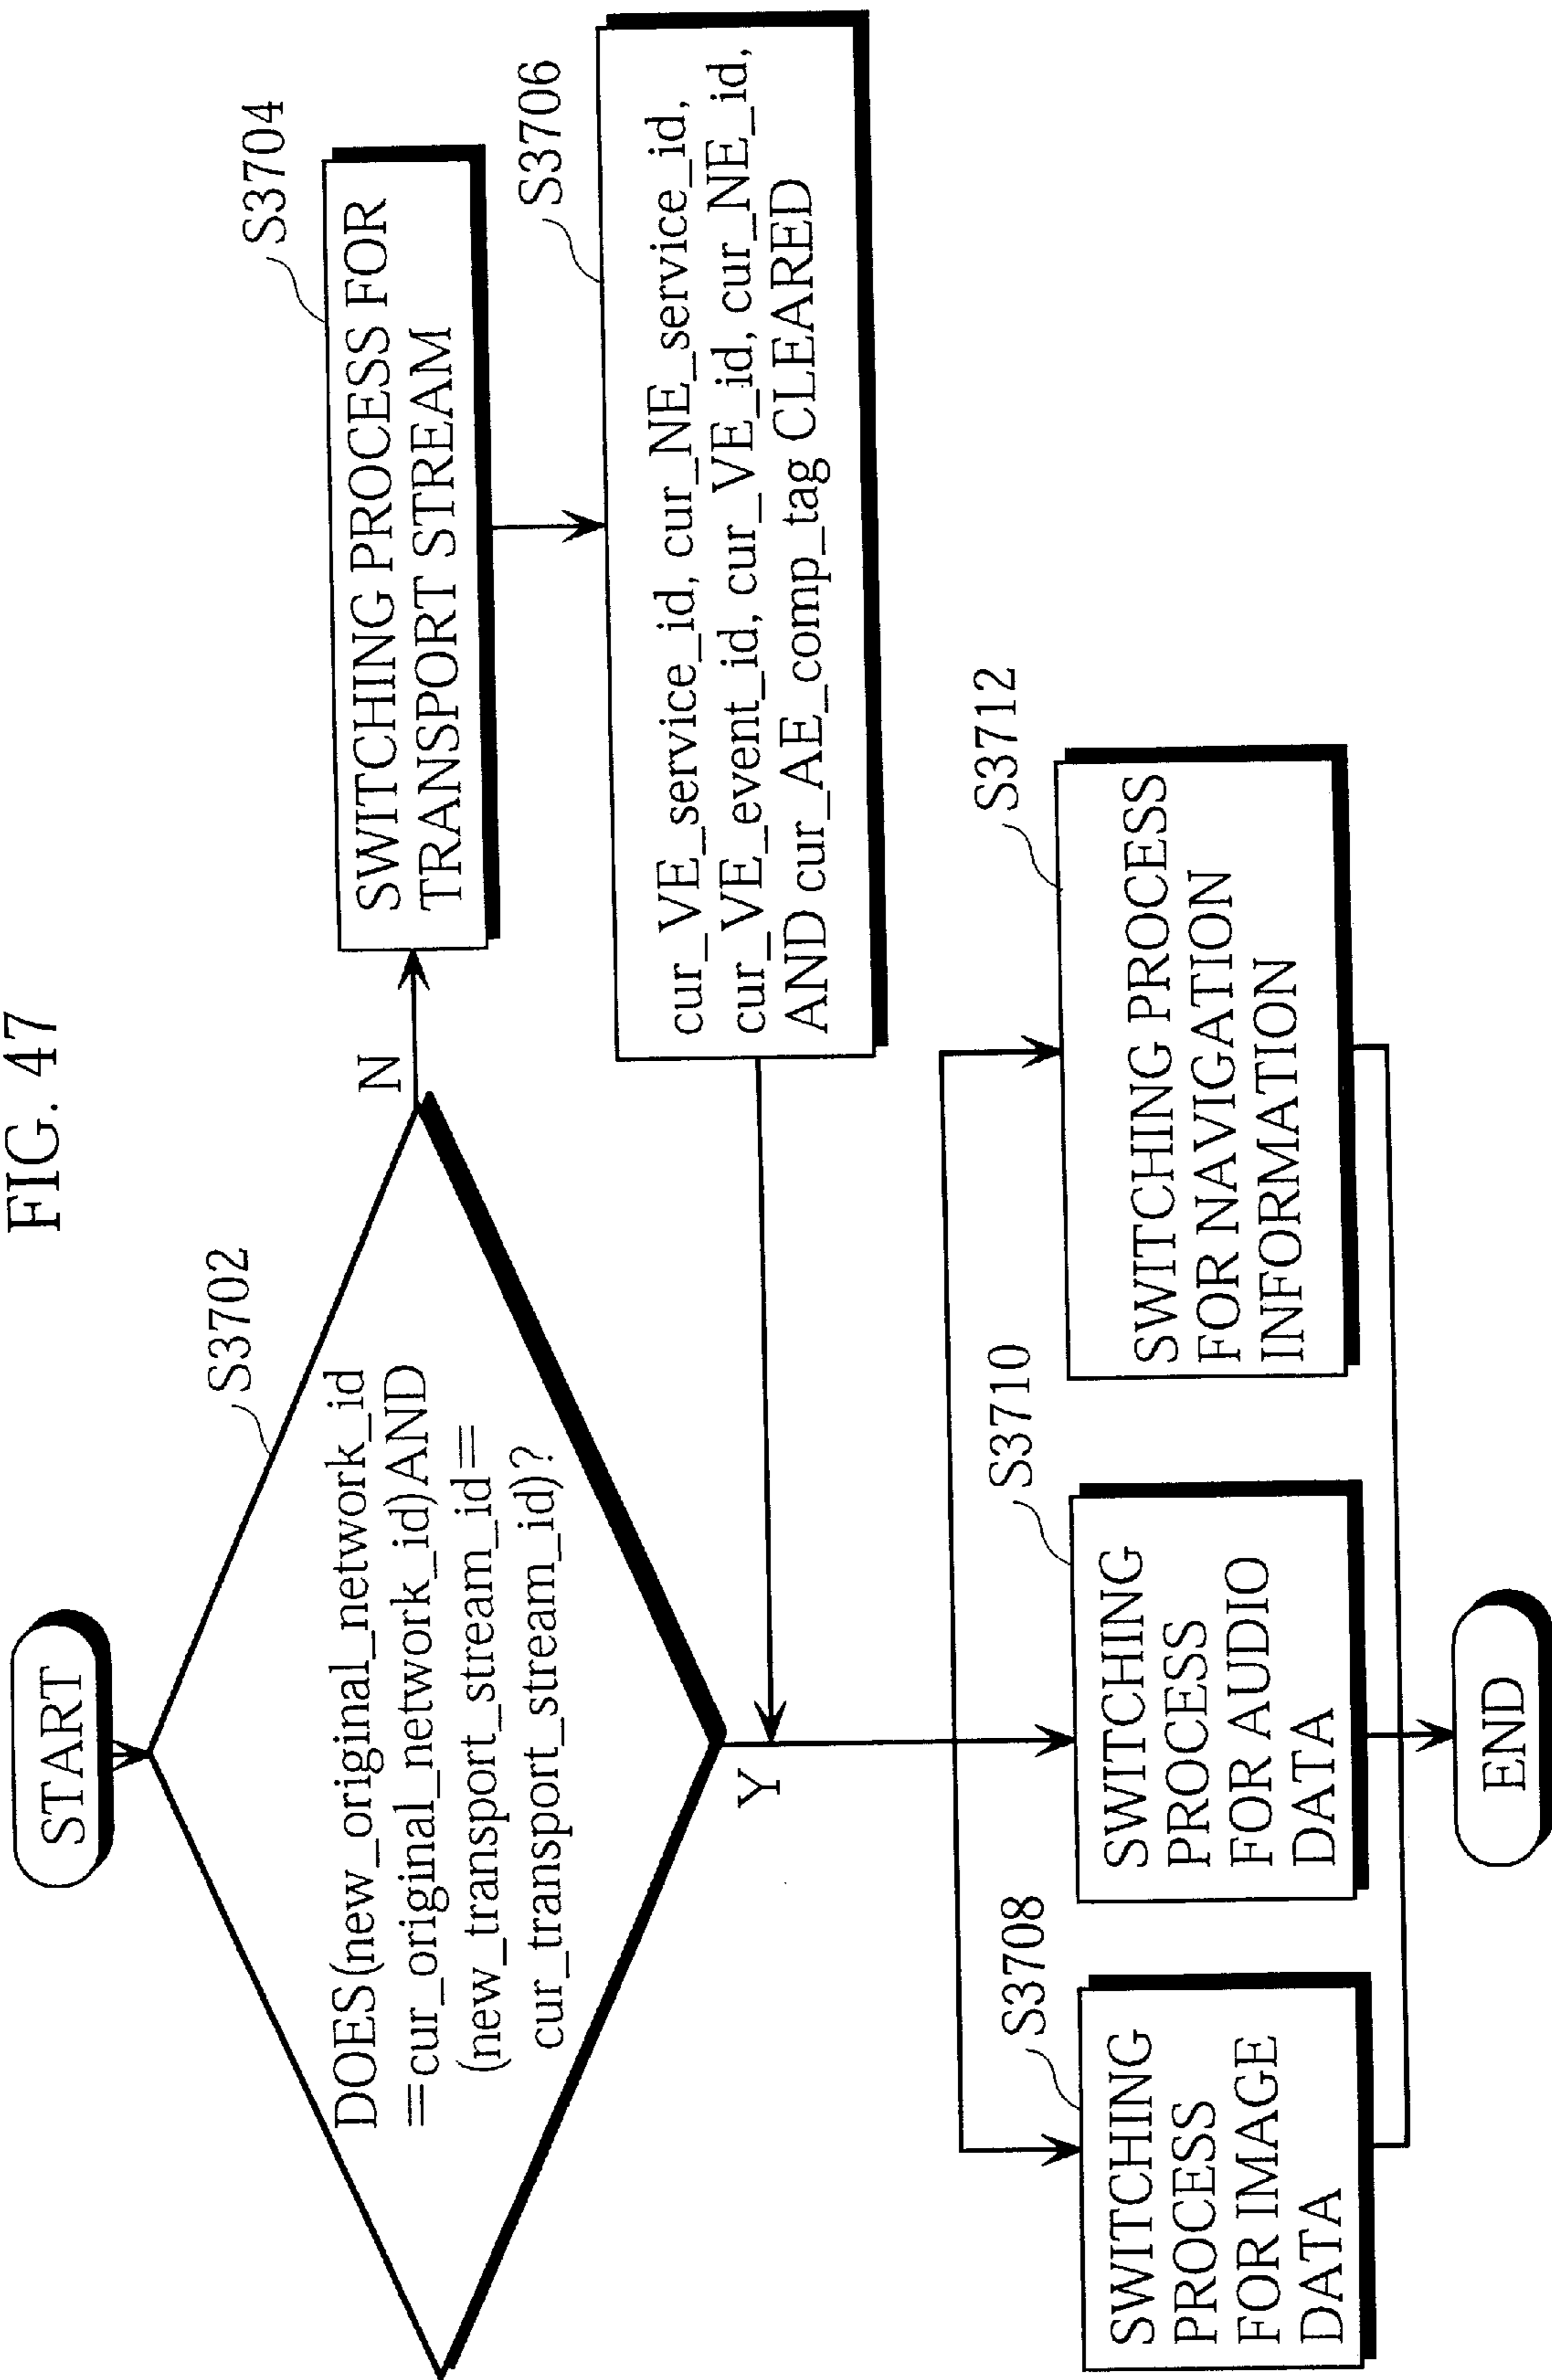 FIG. 47
START
S3702
DOES(new_original_network_id
==cur_original_network_id)AND
(new_transport_stream_id==
cur_transport_stream_id)?
N
S3704
SWITCHING PROCESS FOR
TRANSPORT STREAM
S3706
cur_VE_service_id, cur_NE_service_id,
cur_VE_event_id, cur_VE_id, cur_NE_id,
AND cur_AE_comp_tag CLEARED
Y
S3708
SWITCHING
PROCESS
FOR IMAGE
DATA
S3710
SWITCHING
PROCESS
FOR AUDIO
DATA
S3712
SWITCHING PROCESS
FOR NAVIGATION
INFORMATION
END